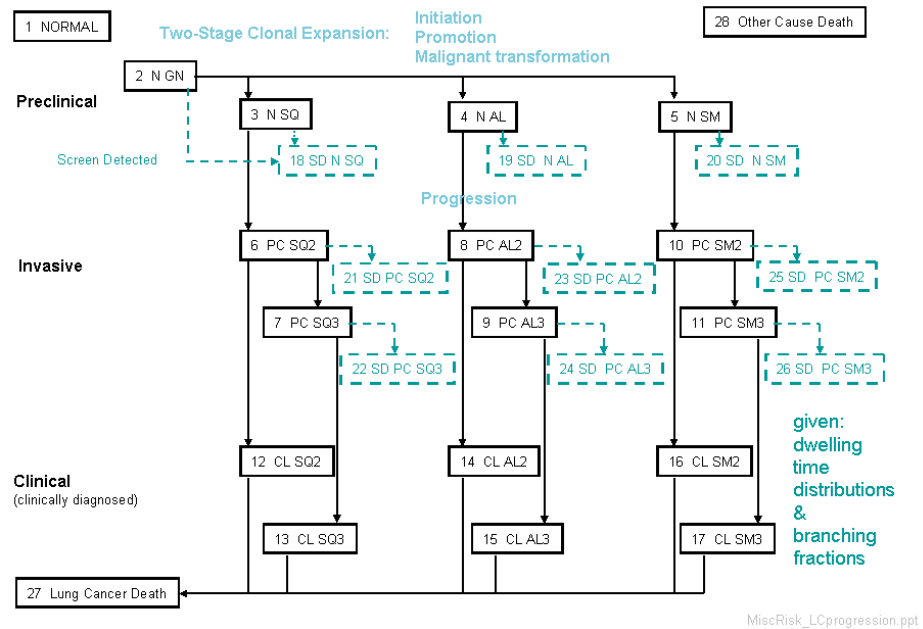 1 NORMAL
Two-Stage Clonal Expansion:
Initiation
Promotion
Malignant transformation
28 Other Cause Death
2 N GN
Preclinical
3 N SQ
4 N AL
5 N SM
Screen Detected
18 SD N SQ
19 SD N AL
20 SD N SM
Progression
6 PC SQ2
8 PC AL2
10 PC SM2
Invasive
21 SD PC SQ2
23 SD PC AL2
25 SD PC SM2
7 PC SQ3
9 PC AL3
11 PC SM3
22 SD PC SQ3
24 SD PC AL3
26 SD PC SM3
given:
dwelling
time
distributions
&
branching
fractions
12 CL SQ2
14 CL AL2
16 CL SM2
Clinical
(clinically diagnosed)
13 CL SQ3
15 CL AL3
17 CL SM3
27 Lung Cancer Death
MiscRisk_LCprogression.ppt